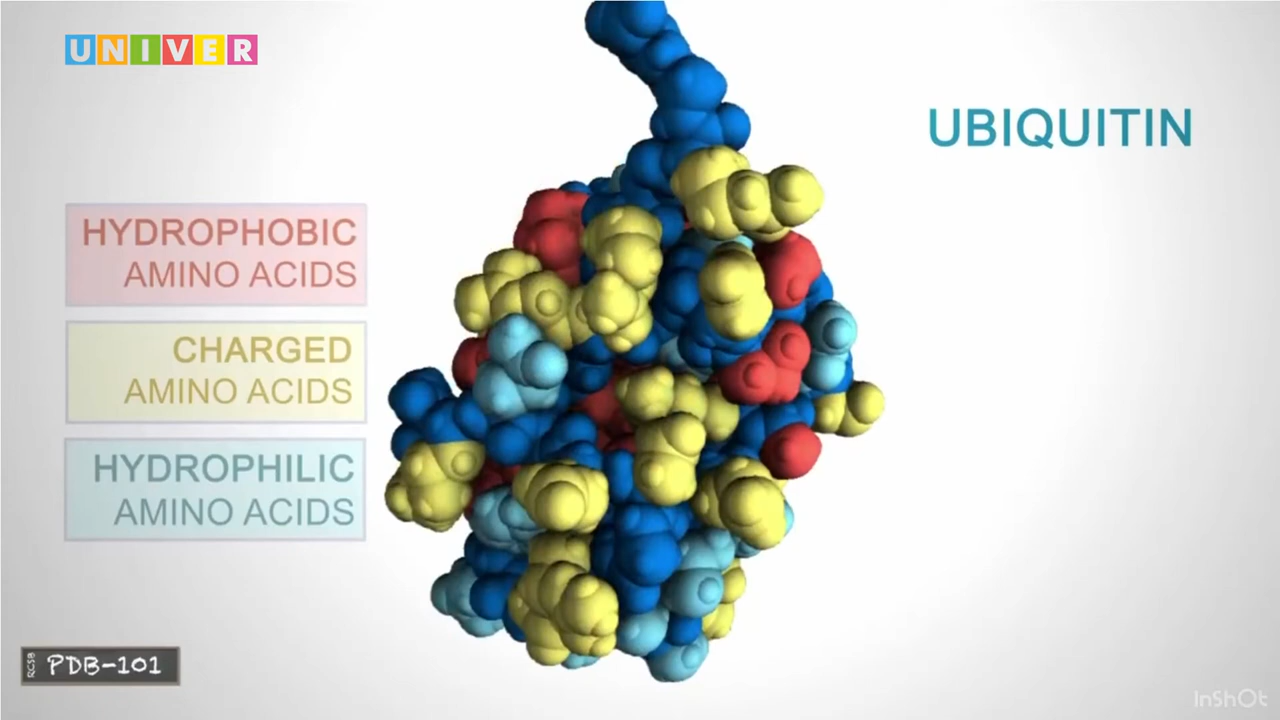 UNIVER
UBIQUITIN
HYDROPHOBIC
AMINO ACIDS
CHARGED
AMINO ACIDS
HYDROPHILIC
AMINO ACIDS
RCSB PDB-101
InShOt